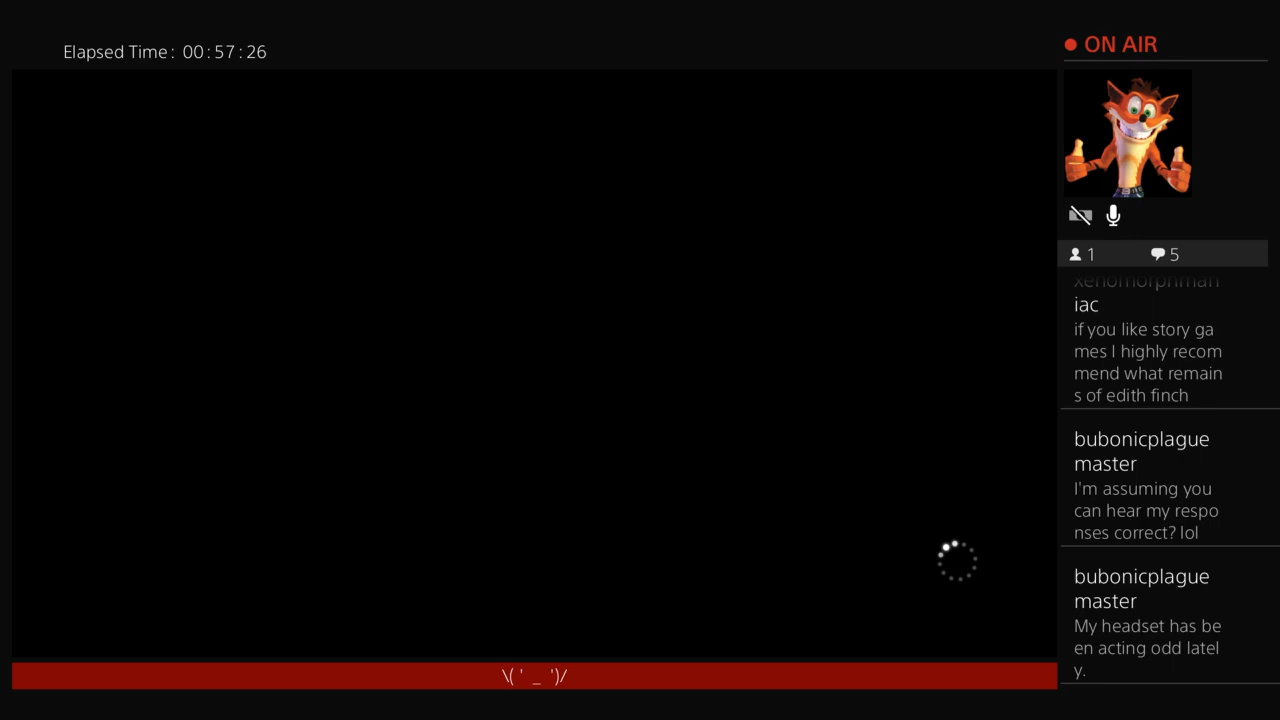 Elapsed Time: 00:57:26
ON AIR
1 5
xenomorphman
iac
if you like story ga
mes I highly recom
mend what remain
s of edith finch
bubonicplague
master
I'm assuming you
can hear my respo
nses correct? lol
bubonicplague
master
My headset has be
en acting odd latel
y.
\( ' _ ')/